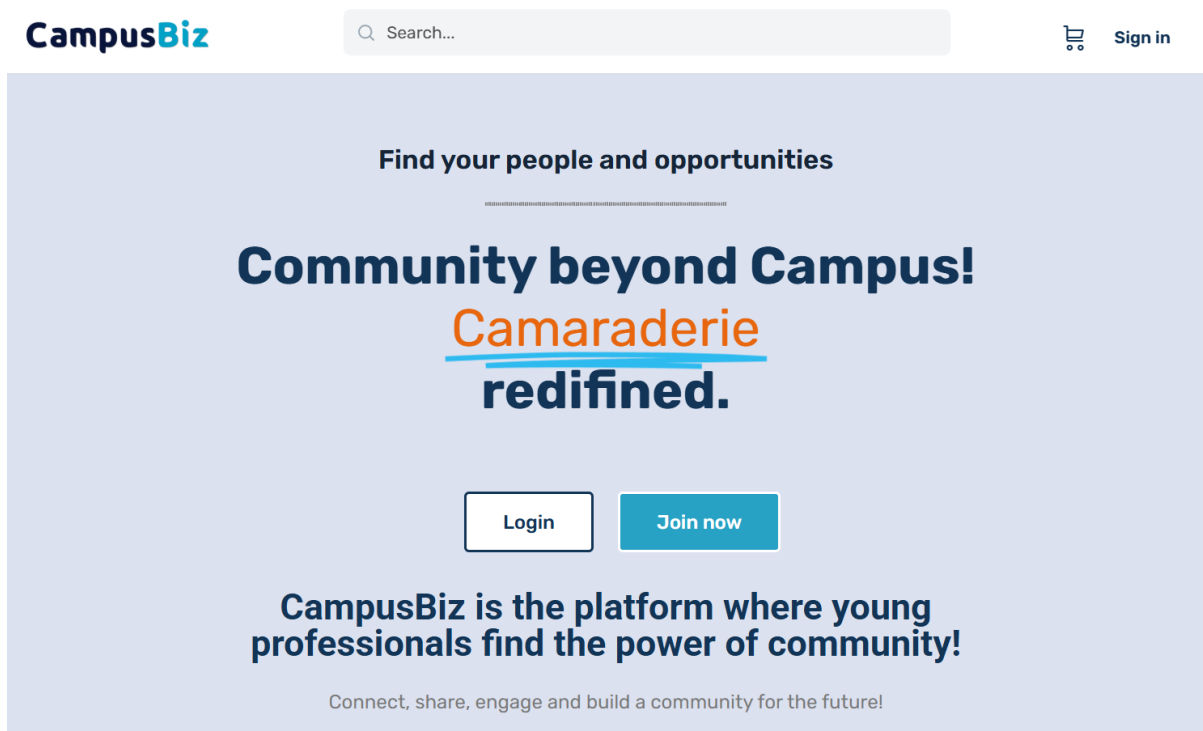 CampusBiz
Search...
Sign in
Find your people and opportunities
Community beyond Campus!
Camaraderie
redifined.
Login
Join now
CampusBiz is the platform where young
professionals find the power of community!
Connect, share, engage and build a community for the future!